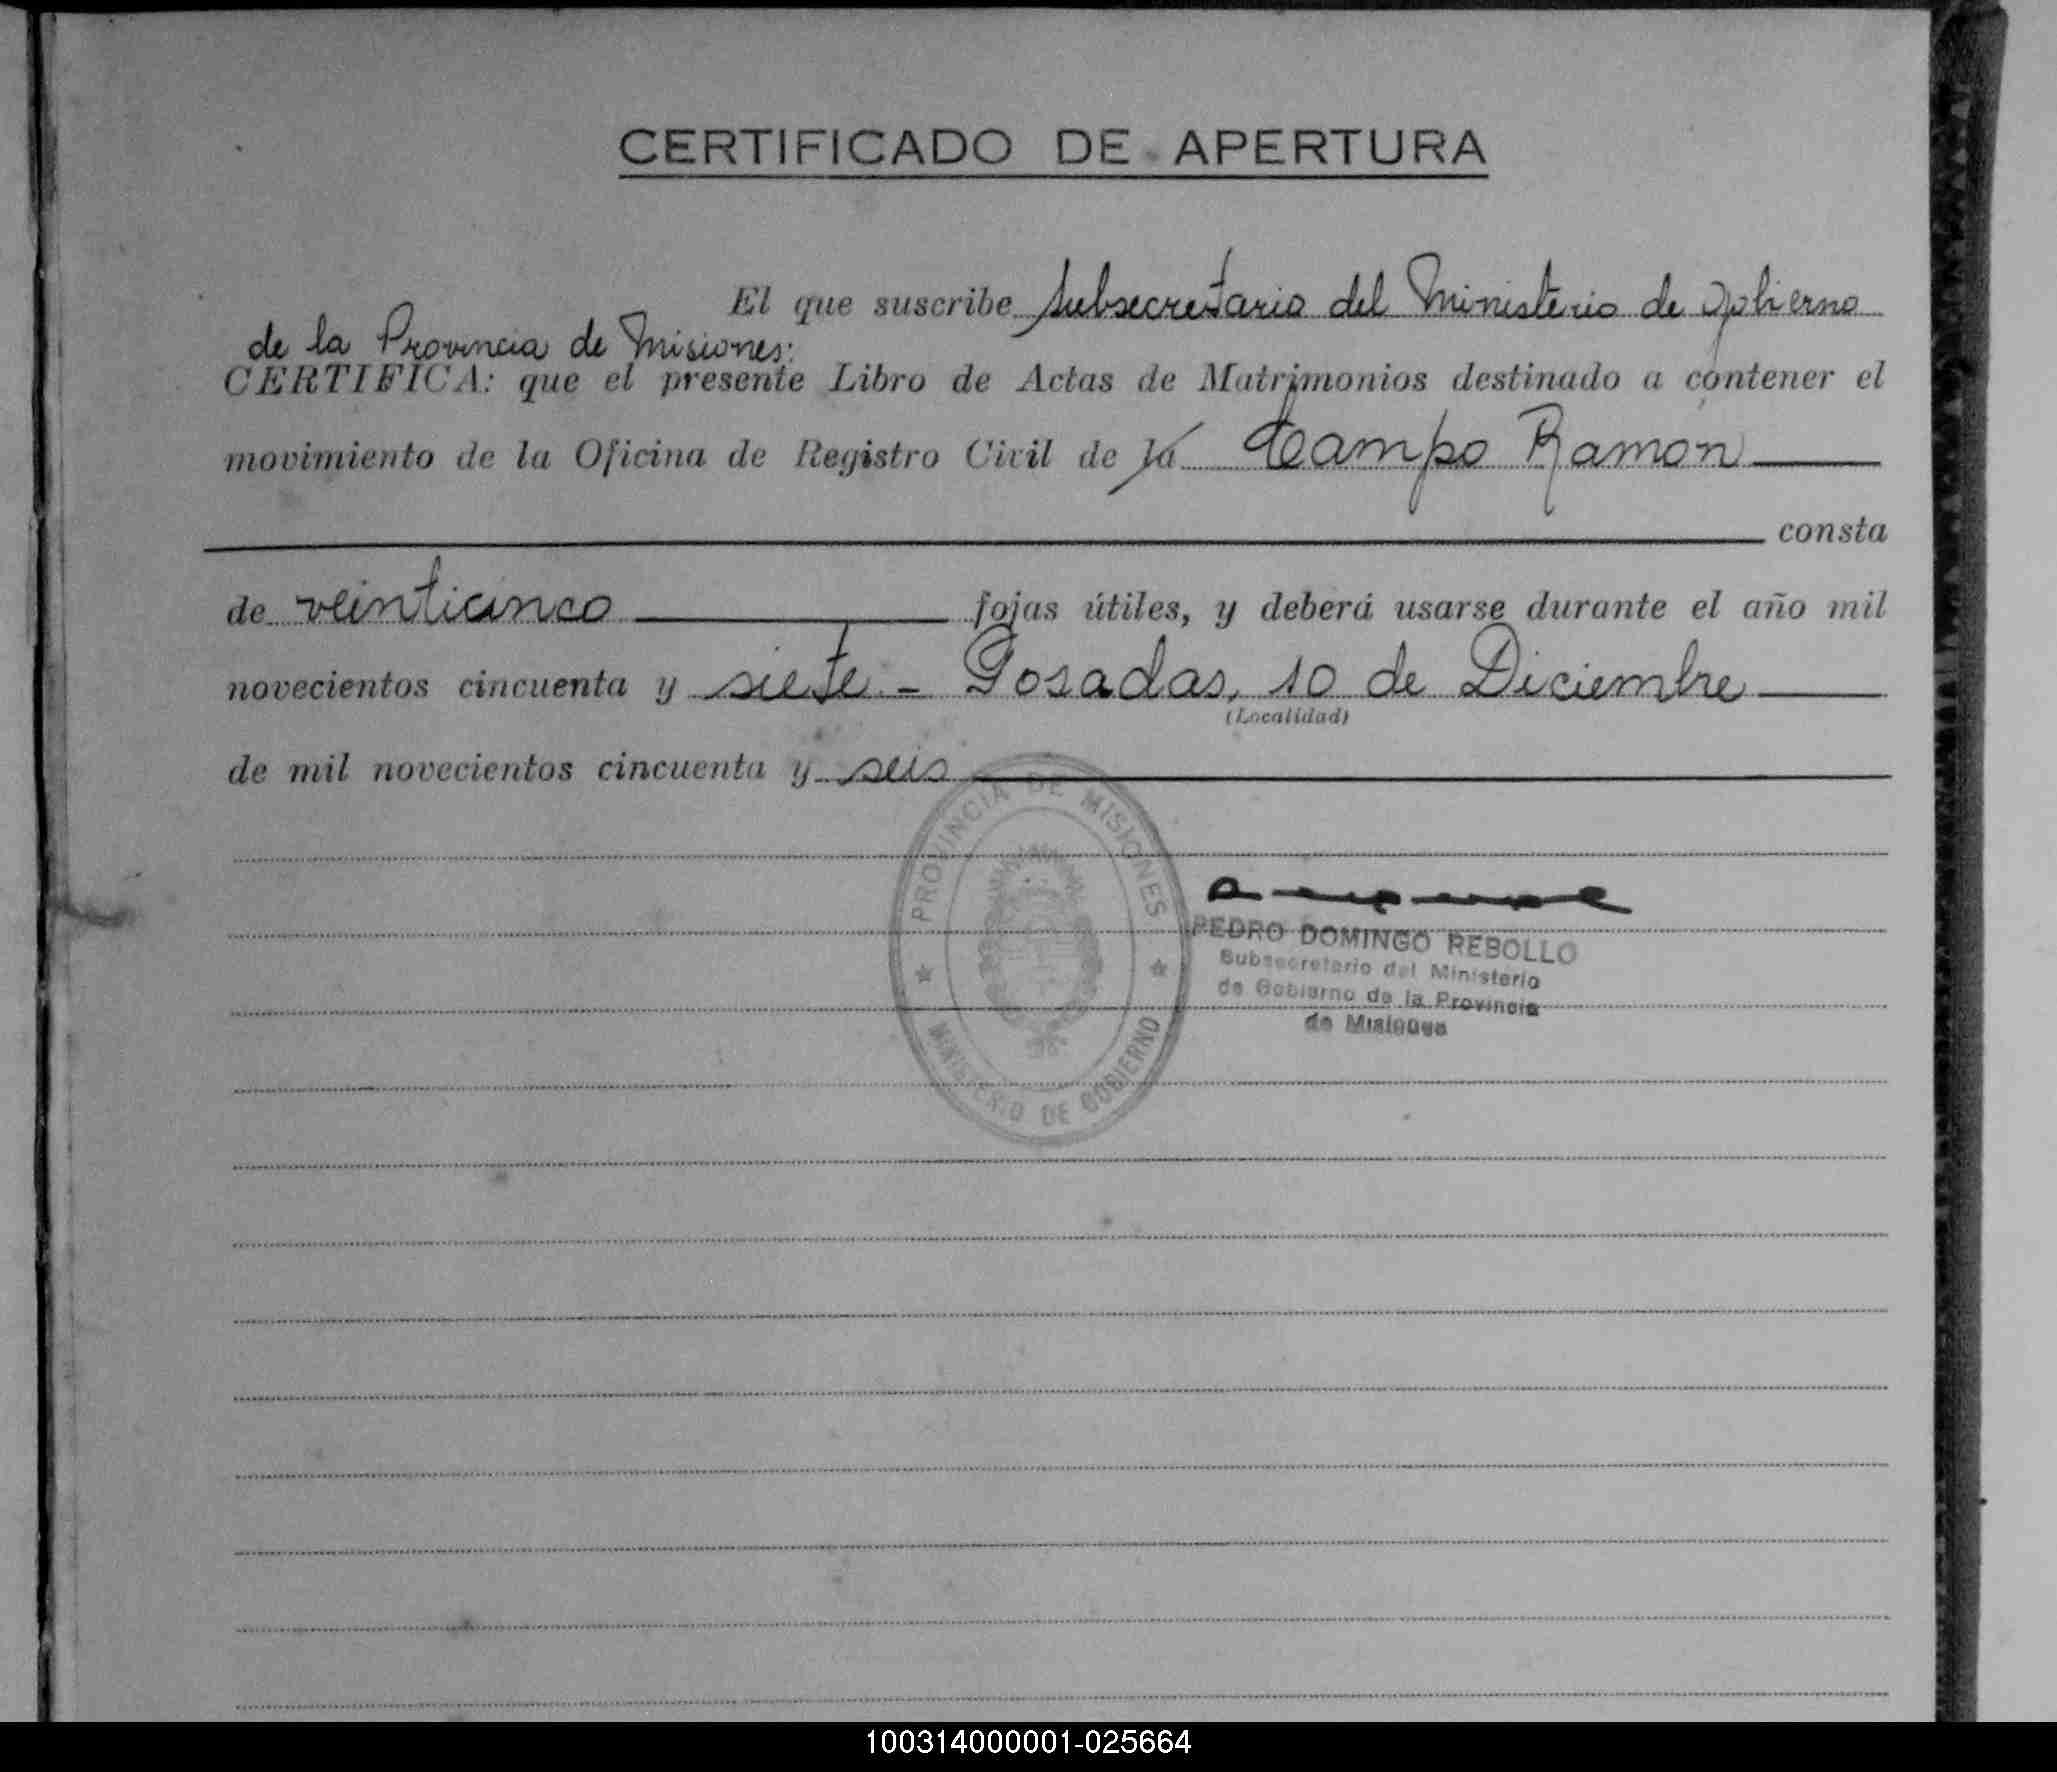 CERTIFICADO DE APERTURA
El que suscribe Subsecretario del Ministerio de Gobierno
de la Provincia de Misiones:
CERTIFICA: que el presente Libro de Actas de Matrimonios destinado a contener el
movimiento de la Oficina de Registro Civil de la Campo Ramón
consta
de veinticinco fojas útiles, y deberá usarse durante el año mil
novecientos cincuenta y siete - Posadas, 10 de Diciembre
(Localidad)
de mil novecientos cincuenta y seis
PROVINCIA DE MISIONES
MINISTERIO DE GOBIERNO
PEDRO DOMINGO REBOLLO
Subsecretario del Ministerio
de Gobierno de la Provincia
de Misiones
100314000001-025664